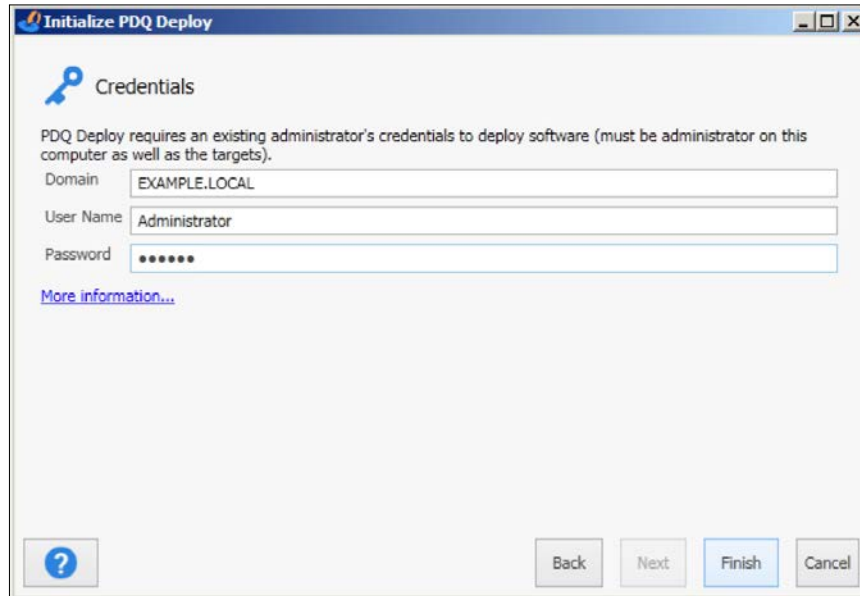 Initialize PDQ Deploy
Credentials
PDQ Deploy requires an existing administrator's credentials to deploy software (must be administrator on this
computer as well as the targets).
Domain EXAMPLE.LOCAL
User Name Administrator
Password ●●●●●●
More information...
? Back Next Finish Cancel